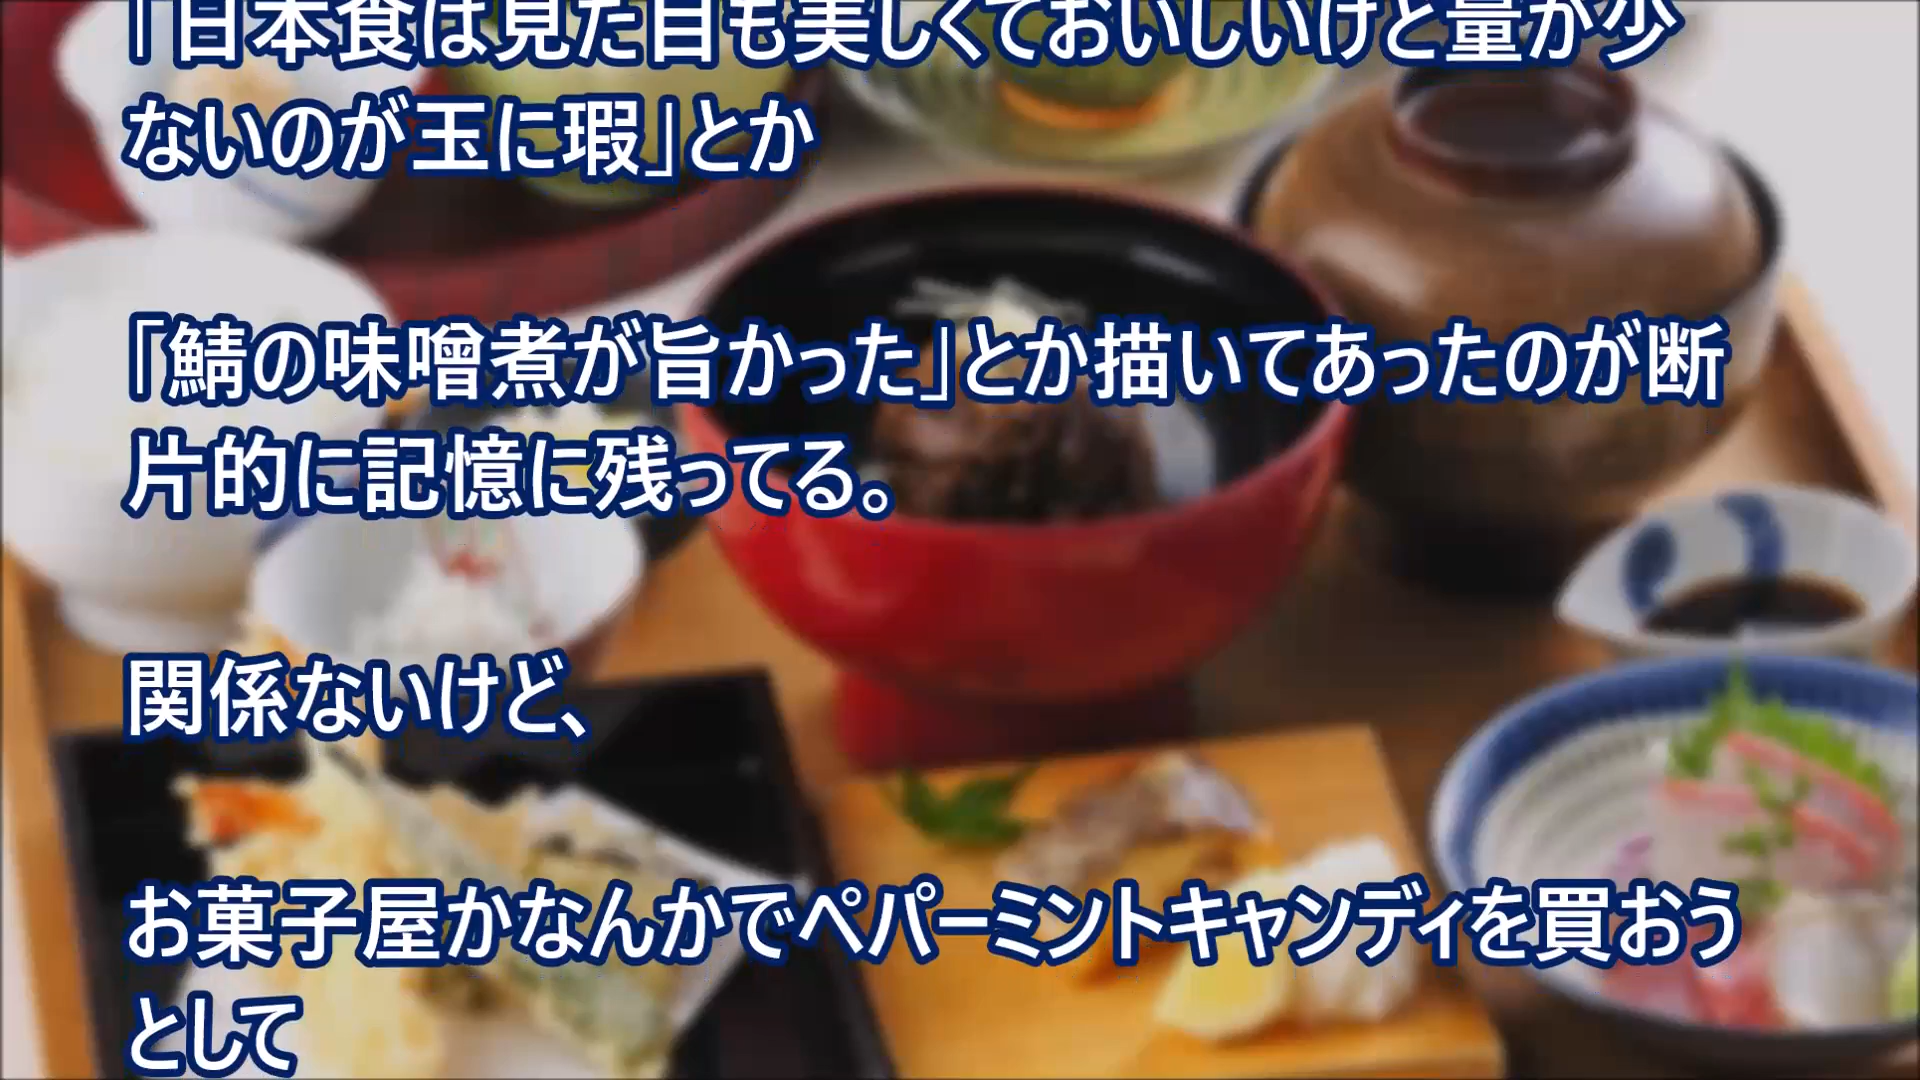 「日本食は見た目も美しくておいしいけど量が少
ないのが玉に瑕」とか
「鯖の味噌煮が旨かった」とか描いてあったのが断
片的に記憶に残ってる。
関係ないけど、
お菓子屋かなんかでペパーミントキャンディを買おう
として